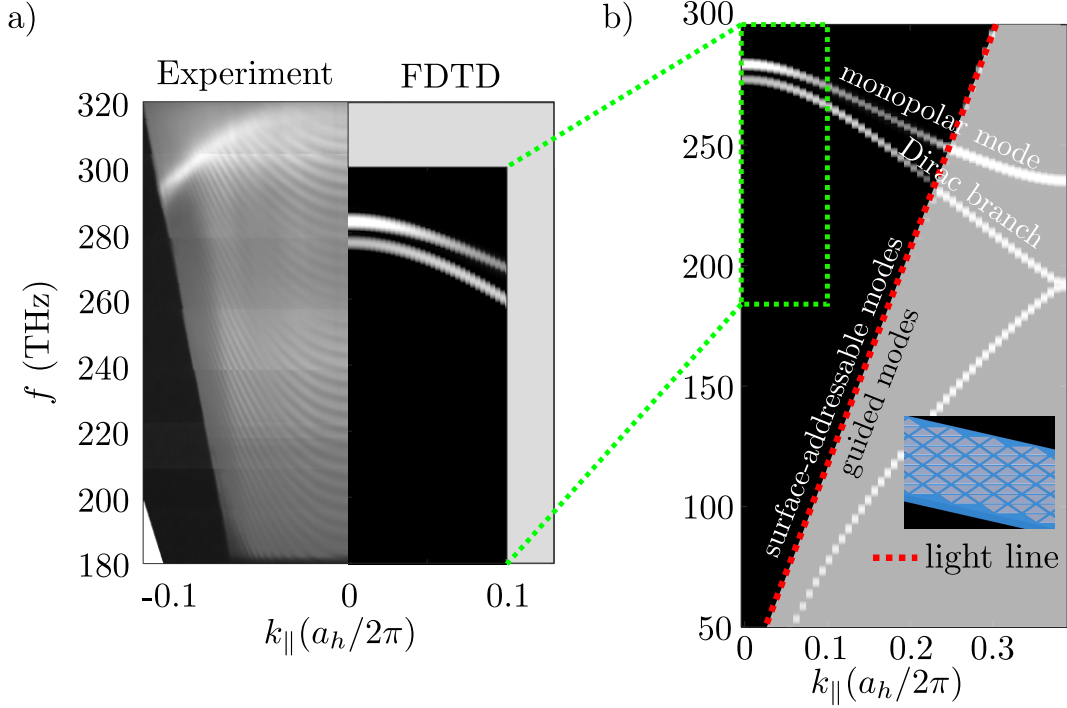 a)
Experiment
FDTD
320
300
280
260
240
220
200
180
f (THz)
-0.1
0
0.1
k∥(a_h/2π)
b)
300
250
200
150
100
50
monopolar mode
Dirac branch
surface-addressable modes
guided modes
light line
0
0.1
0.2
0.3
k∥(a_h/2π)